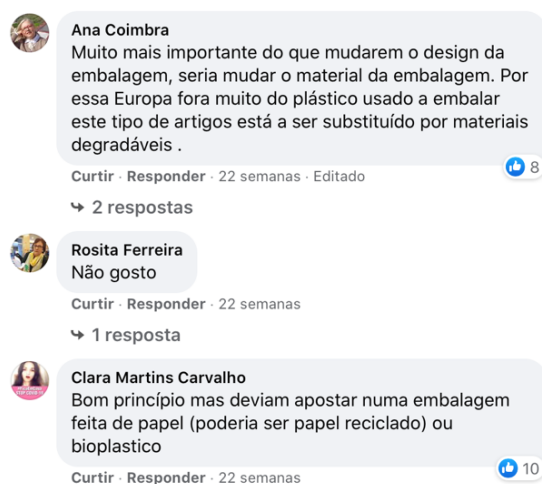 Ana Coimbra
Muito mais importante do que mudarem o design da
embalagem, seria mudar o material da embalagem. Por
essa Europa fora muito do plástico usado a embalar
este tipo de artigos está a ser substituído por materiais
degradáveis .
8
Curtir · Responder · 22 semanas · Editado
2 respostas
Rosita Ferreira
Não gosto
Curtir · Responder · 22 semanas
1 resposta
Clara Martins Carvalho
Bom princípio mas deviam apostar numa embalagem
feita de papel (poderia ser papel reciclado) ou
bioplastico
10
Curtir · Responder · 22 semanas